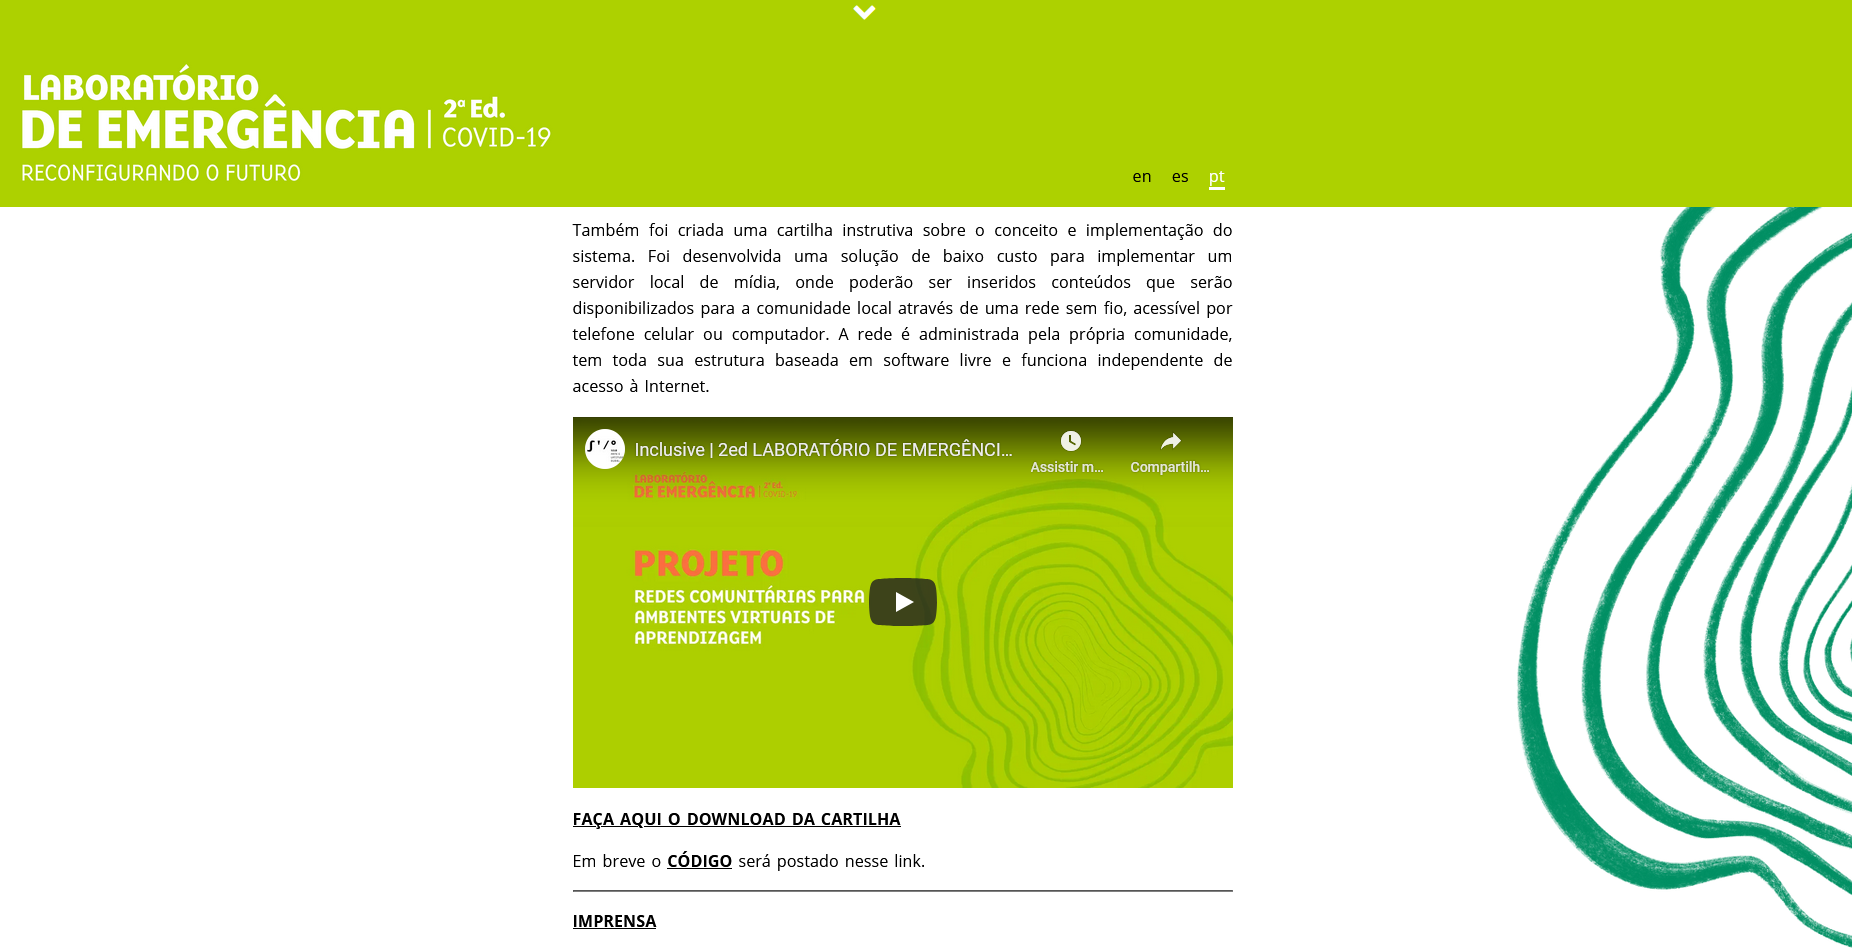 LABORATÓRIO
DE EMERGÊNCIA
2ª Ed.
COVID-19
RECONFIGURANDO O FUTURO
en es pt
Também foi criada uma cartilha instrutiva sobre o conceito e implementação do
sistema. Foi desenvolvida uma solução de baixo custo para implementar um
servidor local de mídia, onde poderão ser inseridos conteúdos que serão
disponibilizados para a comunidade local através de uma rede sem fio, acessível por
telefone celular ou computador. A rede é administrada pela própria comunidade,
tem toda sua estrutura baseada em software livre e funciona independente de
acesso à Internet.
Inclusive | 2ed LABORATÓRIO DE EMERGÊNCI...
Assistir m...
Compartilh...
LABORATÓRIO
DE EMERGÊNCIA
2ª Ed.
COVID-19
PROJETO
REDES COMUNITÁRIAS PARA
AMBIENTES VIRTUAIS DE
APRENDIZAGEM
FAÇA AQUI O DOWNLOAD DA CARTILHA
Em breve o CÓDIGO será postado nesse link.
IMPRENSA